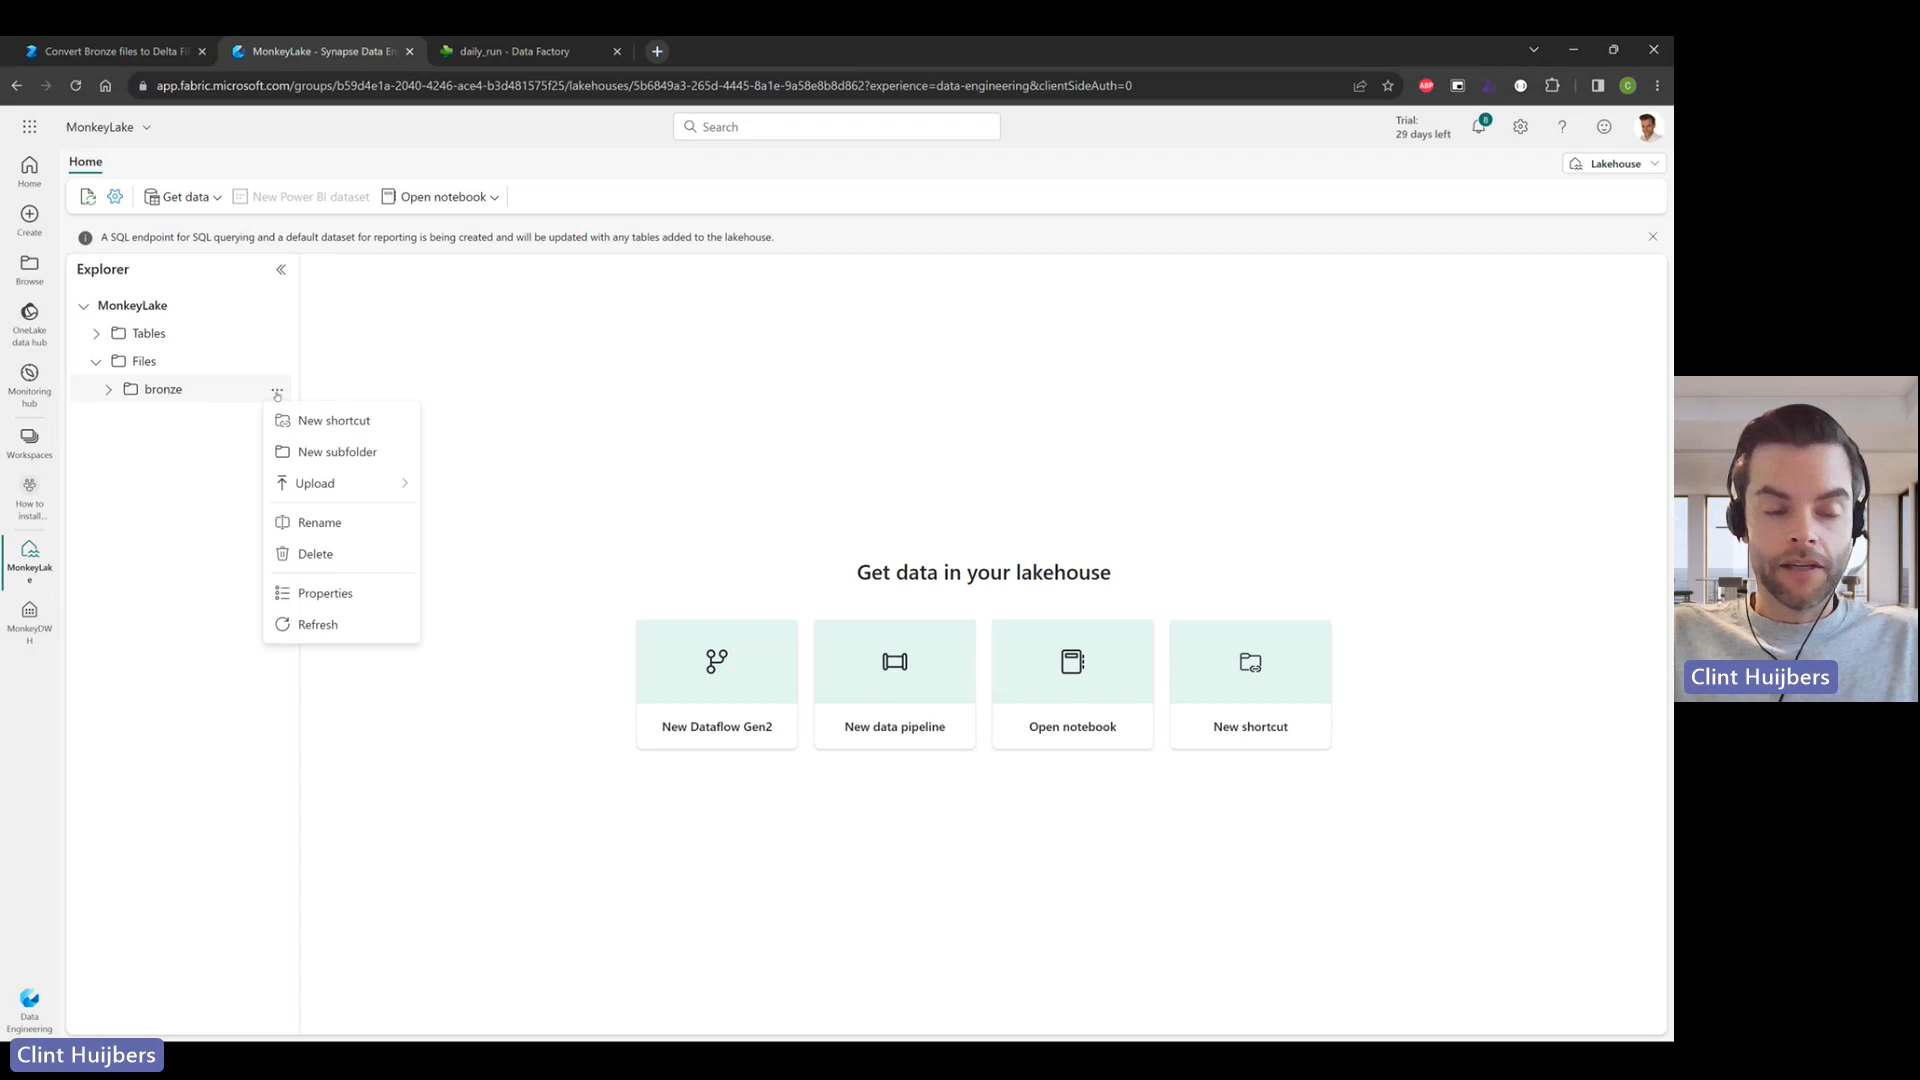 Convert Bronze files to Delta Fi
MonkeyLake - Synapse Data En
daily_run - Data Factory
app.fabric.microsoft.com/groups/b59d4e1a-2040-4246-ace4-b3d481575f25/lakehouses/5b6849a3-265d-4445-8a1e-9a58e8b8d862?experience=data-engineering&clientSideAuth=0
ABP
C
MonkeyLake
Search
Trial:
29 days left
8
Home
Lakehouse
Get data
New Power BI dataset
Open notebook
A SQL endpoint for SQL querying and a default dataset for reporting is being created and will be updated with any tables added to the lakehouse.
Home
Create
Browse
OneLake
data hub
Monitoring
hub
Workspaces
How to
install...
MonkeyLak
e
MonkeyDW
H
Data
Engineering
Explorer
MonkeyLake
Tables
Files
bronze
...
New shortcut
New subfolder
Upload
Rename
Delete
Properties
Refresh
Get data in your lakehouse
New Dataflow Gen2
New data pipeline
Open notebook
New shortcut
Clint Huijbers
Clint Huijbers